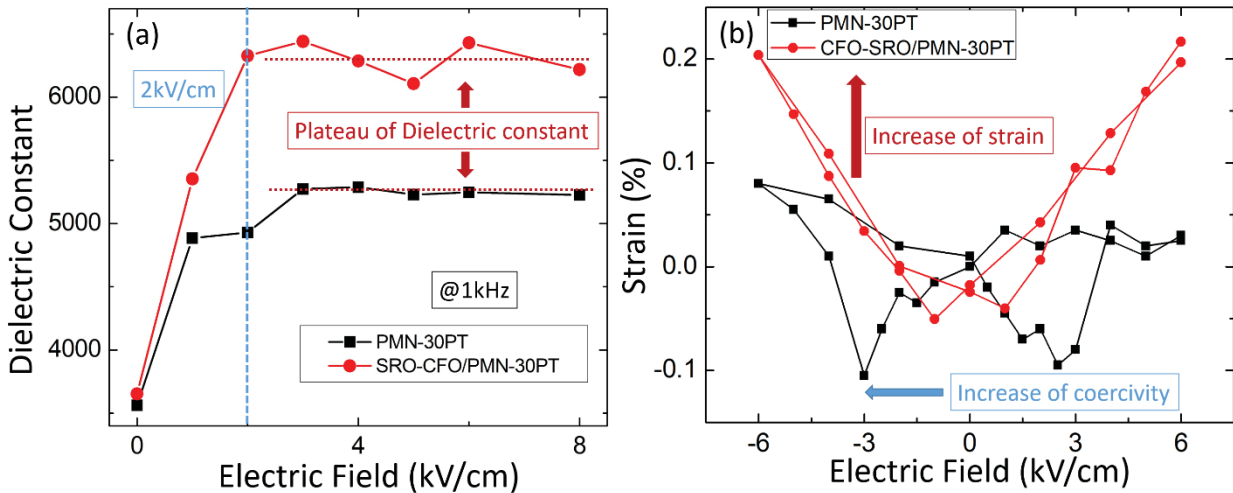 (a)
2kV/cm
Plateau of Dielectric constant
@1kHz
PMN-30PT
SRO-CFO/PMN-30PT
Dielectric Constant
6000
5000
4000
0
4
8
Electric Field (kV/cm)
(b)
PMN-30PT
CFO-SRO/PMN-30PT
Increase of strain
Increase of coercivity
Strain (%)
0.2
0.1
0.0
-0.1
-6
-3
0
3
6
Electric Field (kV/cm)